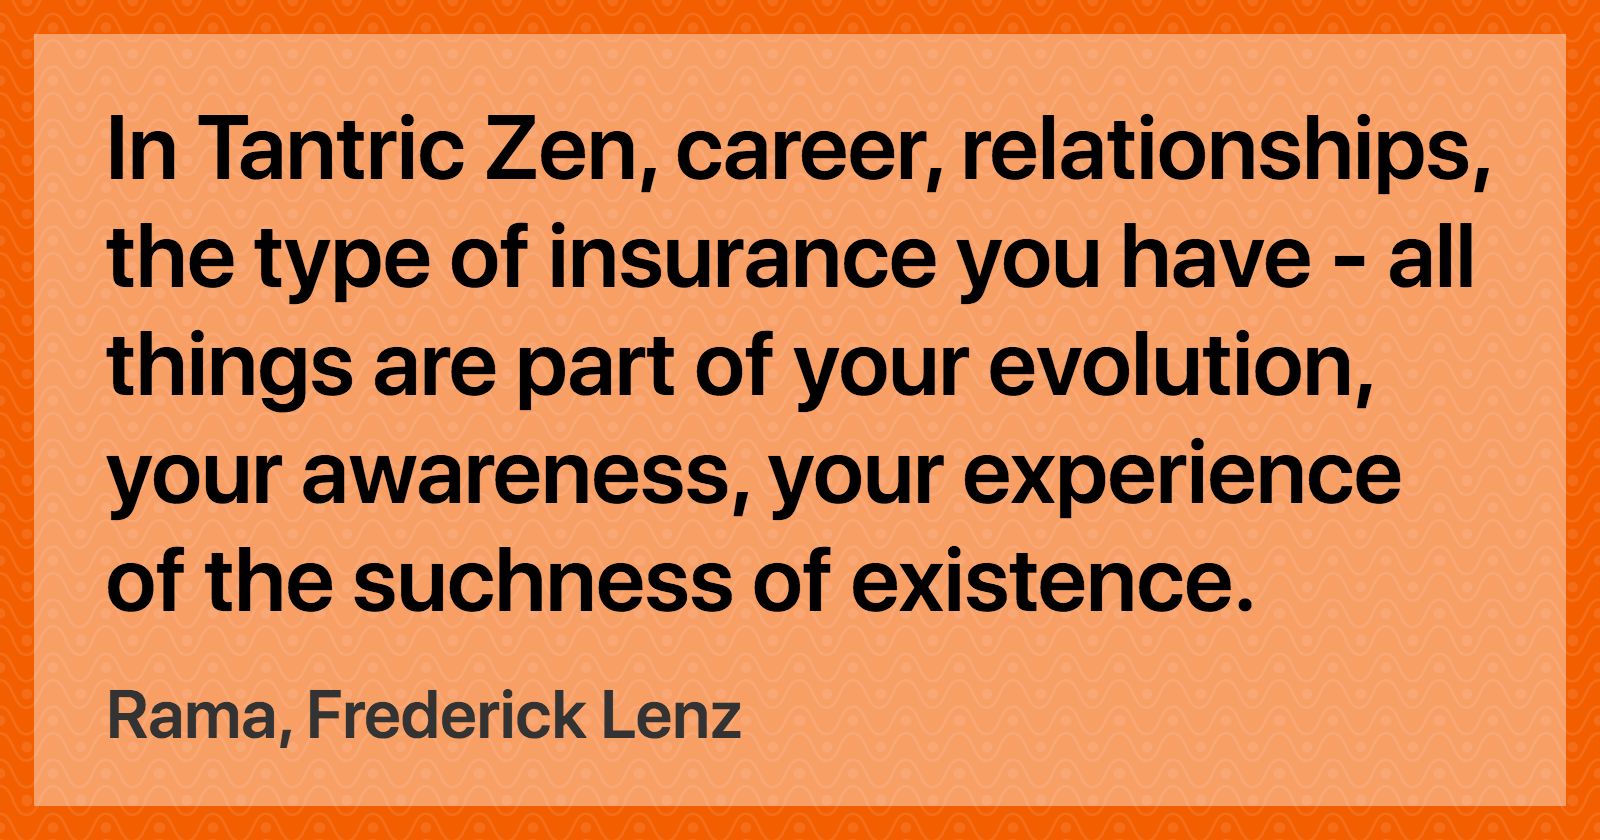 In Tantric Zen, career, relationships,
the type of insurance you have - all
things are part of your evolution,
your awareness, your experience
of the suchness of existence.
Rama, Frederick Lenz